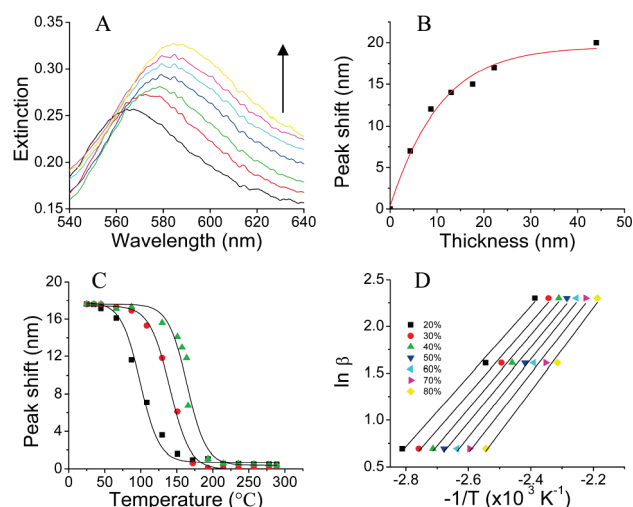 A
Extinction
0.35
0.30
0.25
0.20
0.15
540 560 580 600 620 640
Wavelength (nm)
B
Peak shift (nm)
20
15
10
5
0
0 10 20 30 40 50
Thickness (nm)
C
Peak shift (nm)
20
16
12
8
4
0
0 50 100 150 200 250 300
Temperature (°C)
D
ln β
2.5
2.0
1.5
1.0
0.5
20%
30%
40%
50%
60%
70%
80%
-2.8 -2.6 -2.4 -2.2
-1/T (x10³ K⁻¹)